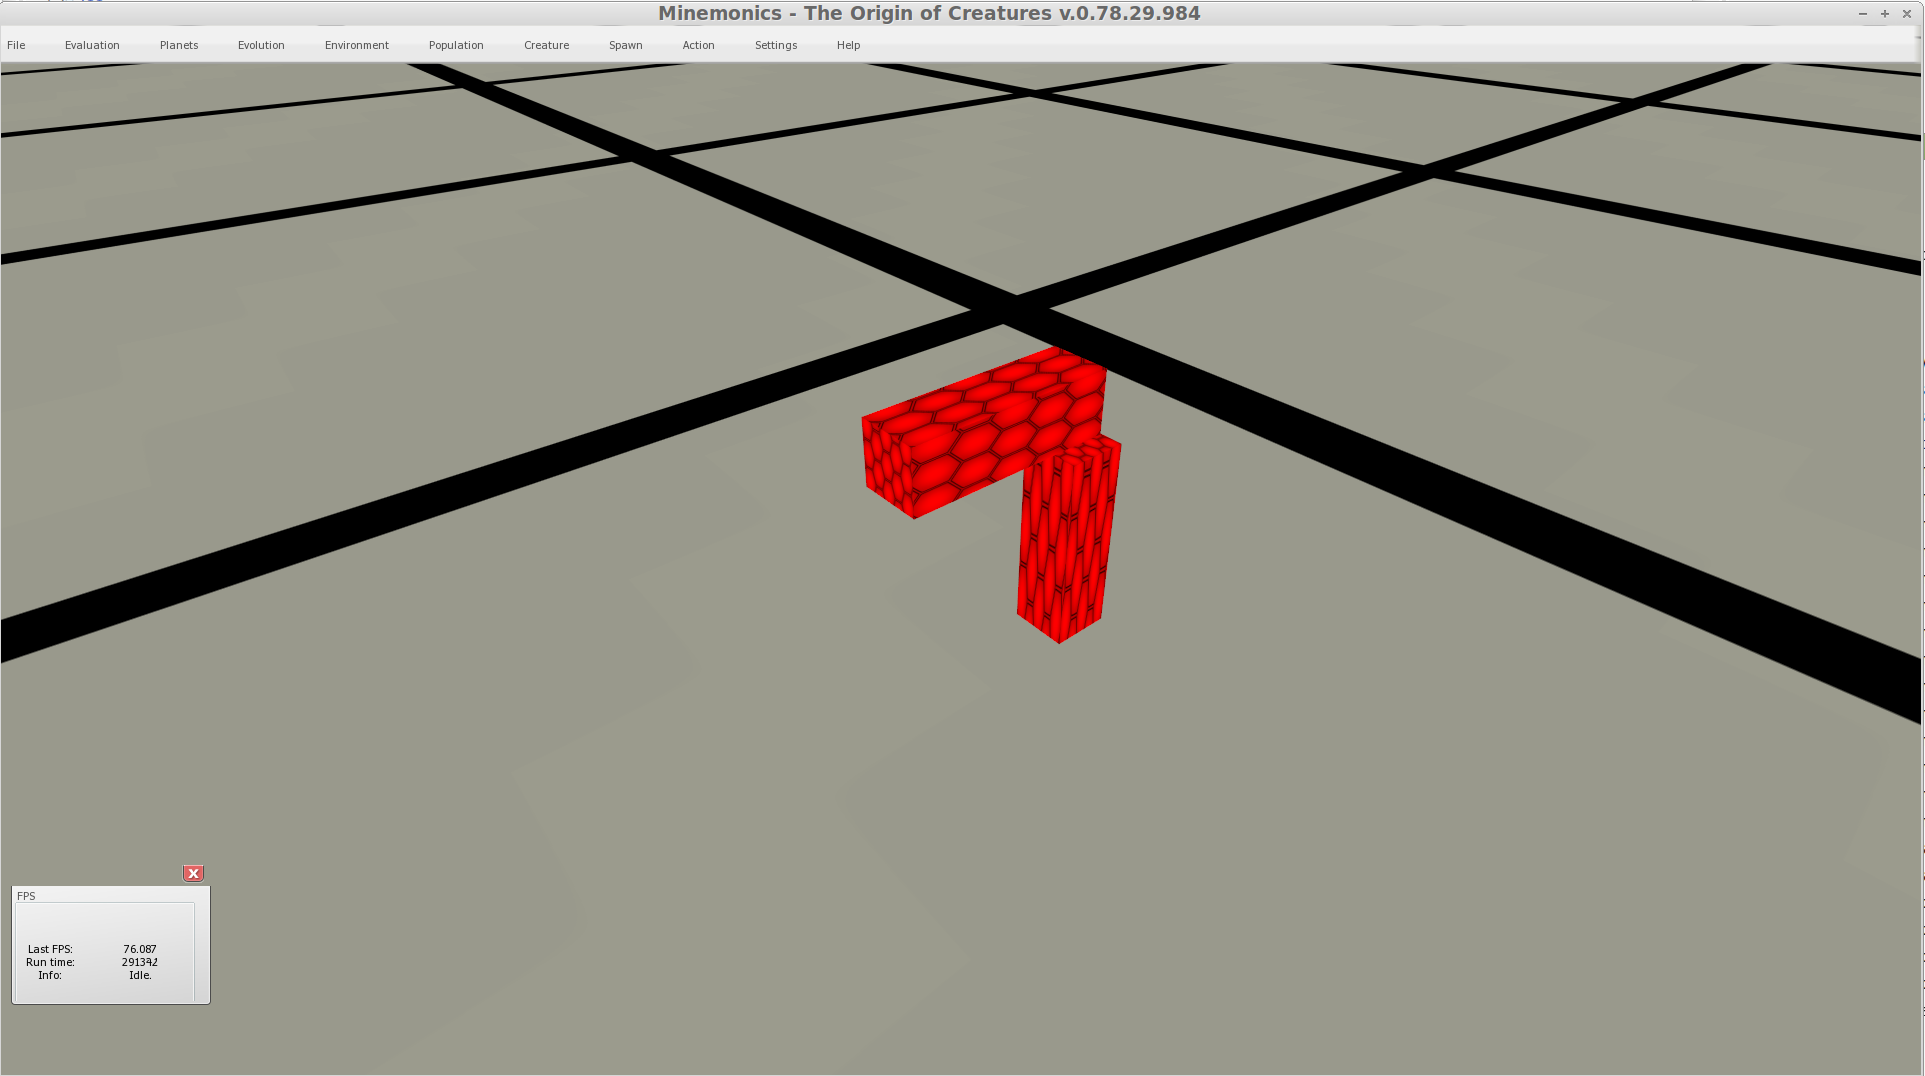 Minemonics - The Origin of Creatures v.0.78.29.984
File Evaluation Planets Evolution Environment Population Creature Spawn Action Settings Help
FPS
Last FPS: 76.087
Run time:
Info: Idle.